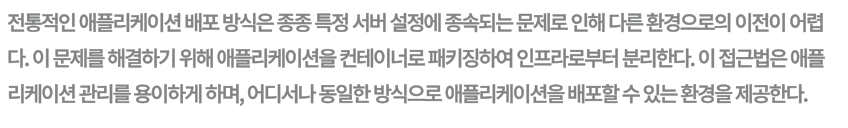 전통적인 애플리케이션 배포 방식은 종종 특정 서버 설정에 종속되는 문제로 인해 다른 환경으로의 이전이 어렵
다. 이 문제를 해결하기 위해 애플리케이션을 컨테이너로 패키징하여 인프라로부터 분리한다. 이 접근법은 애플
리케이션 관리를 용이하게 하며, 어디서나 동일한 방식으로 애플리케이션을 배포할 수 있는 환경을 제공한다.